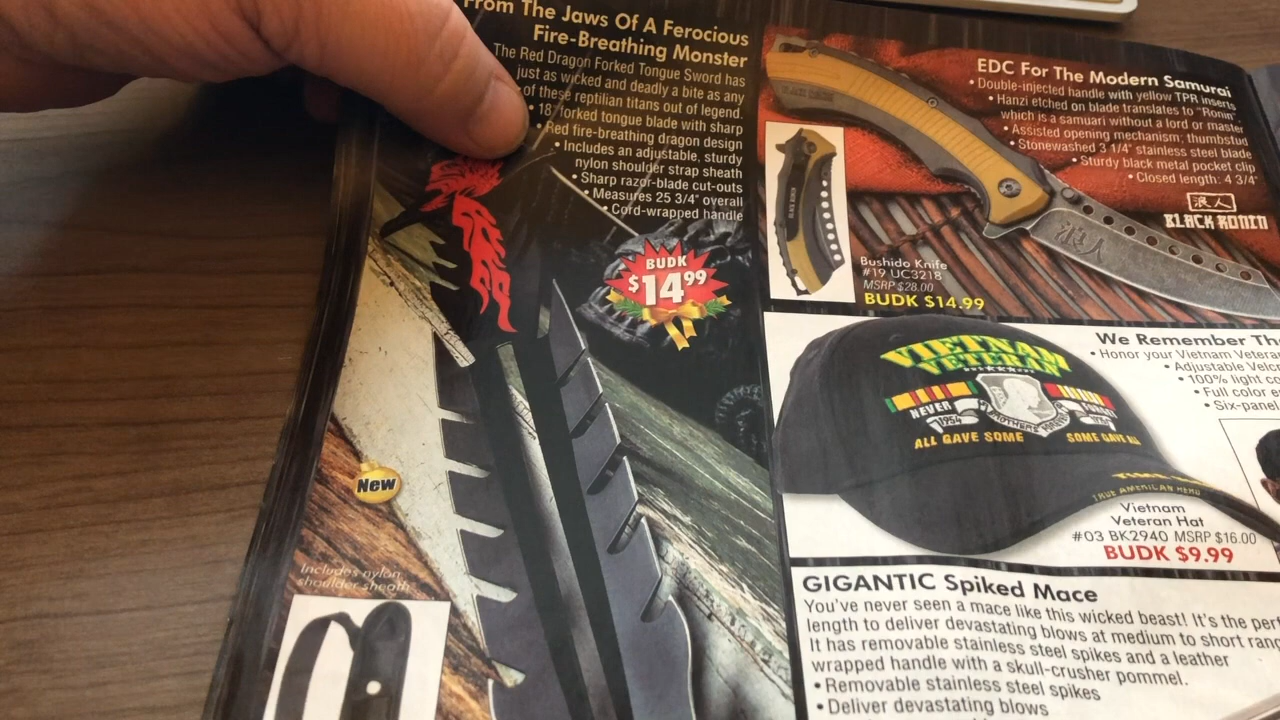 From The Jaws Of A Ferocious
Fire-Breathing Monster
The Red Dragon Forked Tongue Sword has
just as wicked and deadly a bite as any
of these reptilian titans out of legend.
• 18" forked tongue blade with sharp
• Red fire-breathing dragon design
• Includes an adjustable, sturdy
nylon shoulder strap sheath
• Sharp razor-blade cut-outs
• Measures 25 3/4" overall
• Cord-wrapped handle
BUDK
$14.99
New
Includes nylon
shoulder sheath
EDC For The Modern Samurai
• Double-injected handle with yellow TPR inserts
• Hanzi etched on blade translates to "Ronin",
which is a samuari without a lord or master
• Assisted opening mechanism; thumbstud
• Stonewashed 3 1/4" stainless steel blade
• Sturdy black metal pocket clip
• Closed length: 4 3/4"
浪人
BLACK RONIN
浪人
Bushido Knife
#19 UC3218
MSRP $28.00
BUDK $14.99
We Remember
• Honor your Vietnam
• Adjustable
• 100% light
• Full color
• Six-panel
VIETNAM
VETERAN
NEVER
1954
ALL GAVE SOME
SOME GAVE ALL
TRUE AMERICAN HERO
Vietnam
Veteran Hat
#03 BK2940 MSRP $16.00
BUDK $9.99
GIGANTIC Spiked Mace
You've never seen a mace like this wicked beast! It's the
length to deliver devastating blows at medium to short
It has removable stainless steel spikes and a leather
wrapped handle with a skull-crusher pommel.
• Removable stainless steel spikes
• Deliver devastating blows